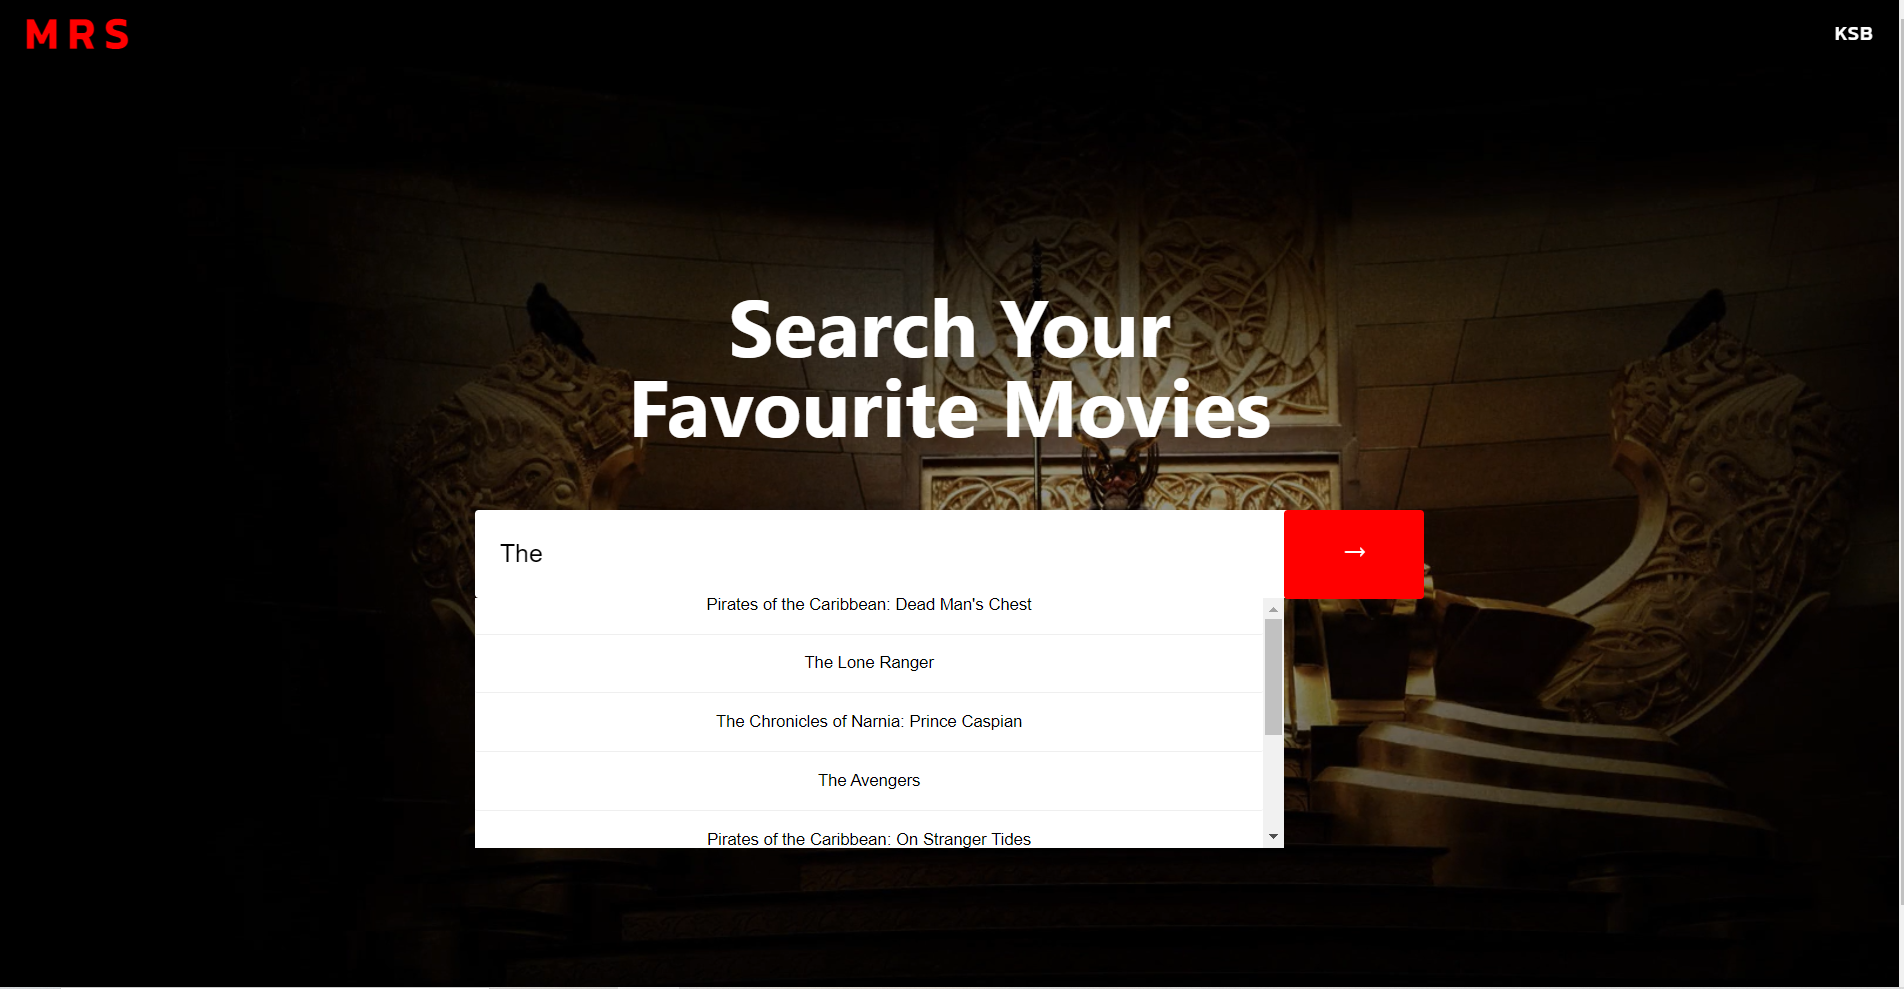 MRS
KSB
Search Your
Favourite Movies
The
→
Pirates of the Caribbean: Dead Man's Chest
The Lone Ranger
The Chronicles of Narnia: Prince Caspian
The Avengers
Pirates of the Caribbean: On Stranger Tides